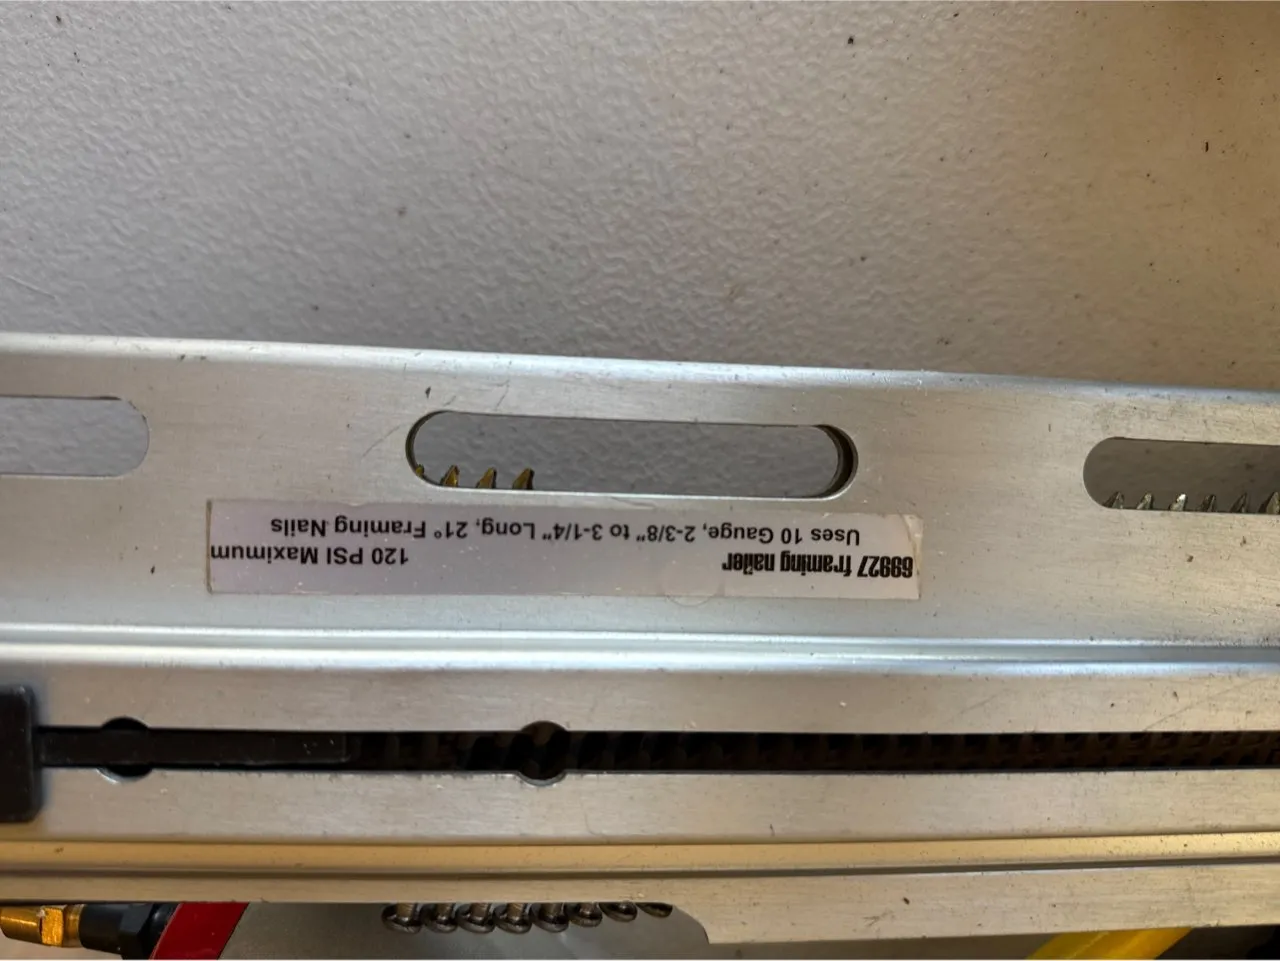 69927 framing nailer 120 PSI Maximum
Uses 10 Gauge, 2-3/8" to 3-1/4" Long, 21° Framing Nails